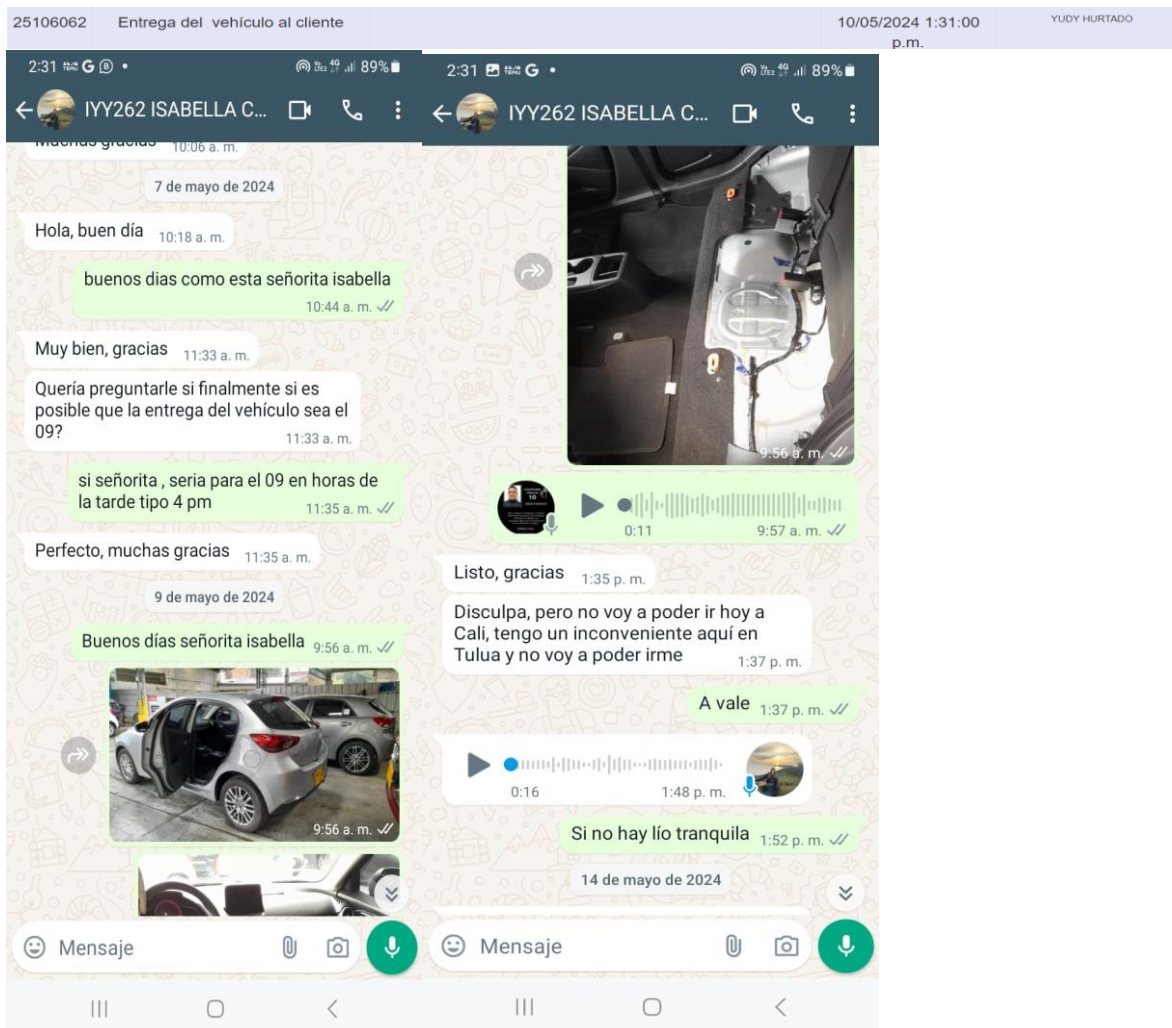 25106062 Entrega del vehículo al cliente 10/05/2024 1:31:00 p.m. YUDY HURTADO
2:31
4G
89%
IYY262 ISABELLA C...
Muchas gracias 10:06 a. m.
7 de mayo de 2024
Hola, buen día 10:18 a. m.
buenos dias como esta señorita isabella
10:44 a. m.
Muy bien, gracias 11:33 a. m.
Quería preguntarle si finalmente si es
posible que la entrega del vehículo sea el
09?
11:33 a. m.
si señorita , seria para el 09 en horas de
la tarde tipo 4 pm
11:35 a. m.
Perfecto, muchas gracias 11:35 a. m.
9 de mayo de 2024
Buenos días señorita isabella 9:56 a. m.
9:56 a. m.
Mensaje
2:31
4G
89%
IYY262 ISABELLA C...
9:56 a. m.
0:11 9:57 a. m.
Listo, gracias 1:35 p. m.
Disculpa, pero no voy a poder ir hoy a
Cali, tengo un inconveniente aquí en
Tulua y no voy a poder irme
1:37 p. m.
A vale 1:37 p. m.
0:16 1:48 p. m.
Si no hay lío tranquila 1:52 p. m.
14 de mayo de 2024
Mensaje